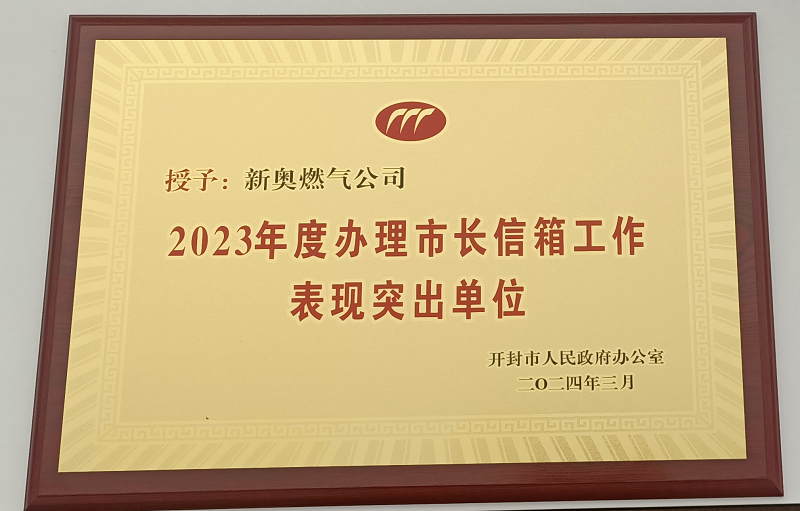 授予：新奥燃气公司
2023年度办理市长信箱工作
表现突出单位
开封市人民政府办公室
二〇二四年三月